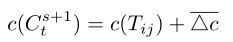 $c(C_t^{s+1}) = c(T_{ij}) + \overline{\triangle c}$